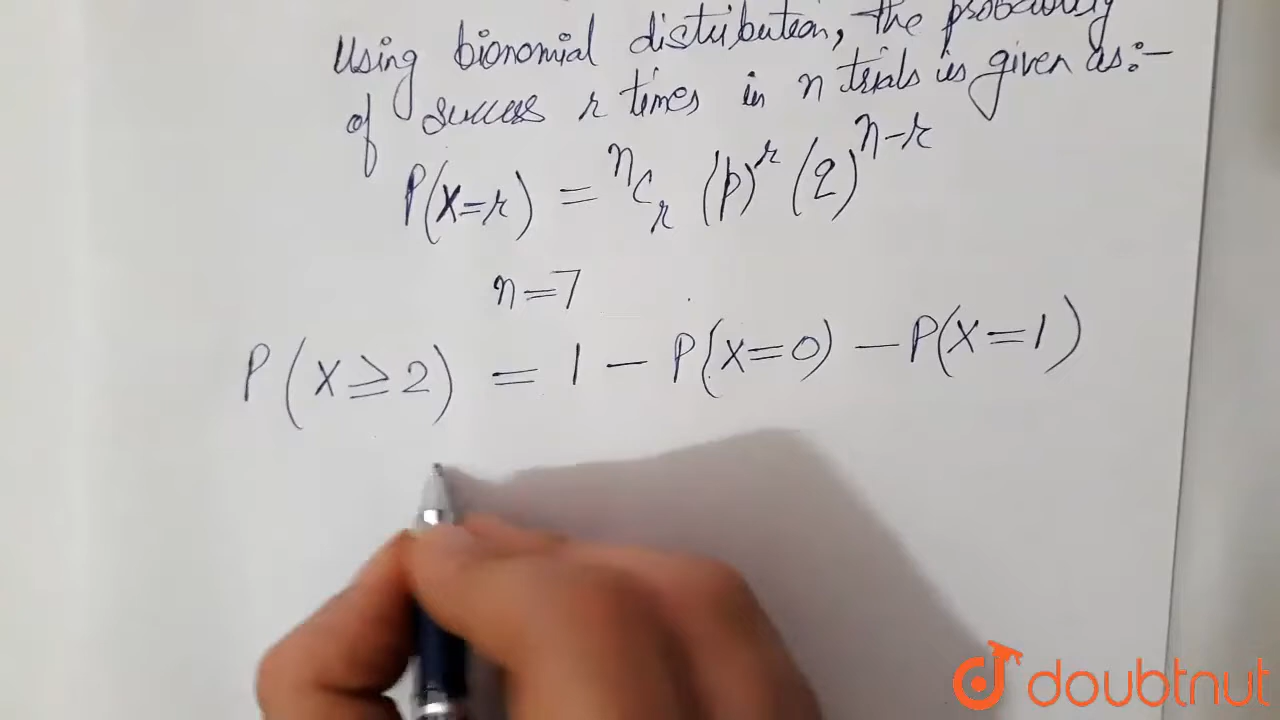 Using bionomial distribution, the probability
of success r times in n trials is given as:-
P(X=r) = ⁿCᵣ (p)ʳ (q)ⁿ⁻ʳ
n=7
P(X≥2) = 1 - P(X=0) - P(X=1)
doubtnut